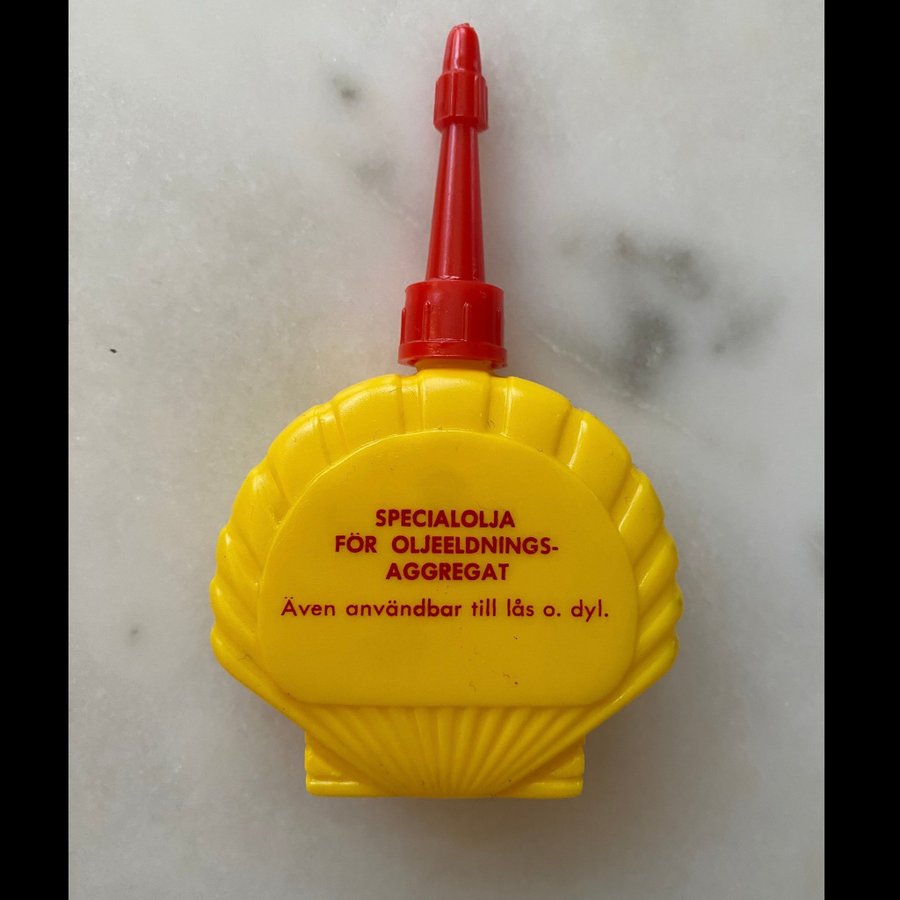 SPECIALOLJA
FÖR OLJEELDNINGS-
AGGREGAT
Även användbar till lås o. dyl.